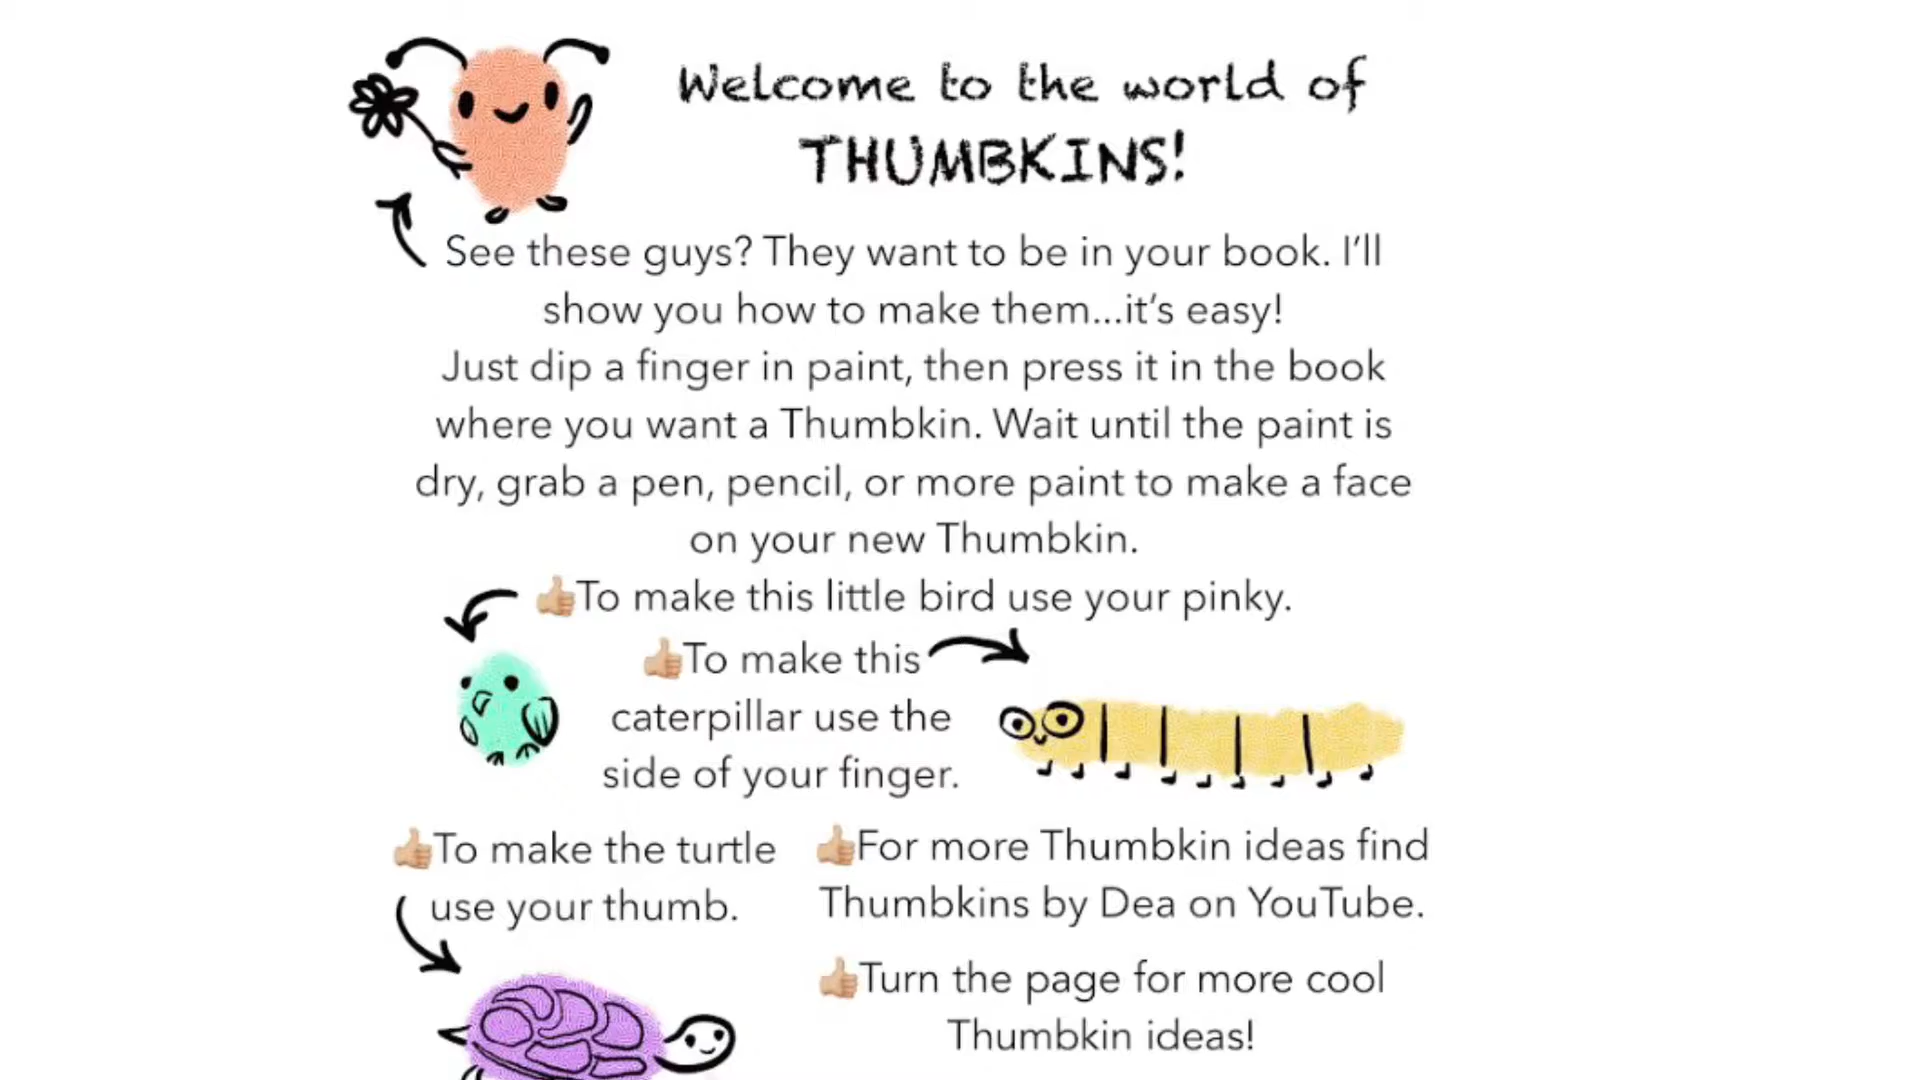 Welcome to the world of
THUMBKINS!
See these guys? They want to be in your book. I'll
show you how to make them...it's easy!
Just dip a finger in paint, then press it in the book
where you want a Thumbkin. Wait until the paint is
dry, grab a pen, pencil, or more paint to make a face
on your new Thumbkin.
👍🏼To make this little bird use your pinky.
👍🏼To make this
caterpillar use the
side of your finger.
👍🏼To make the turtle
use your thumb.
👍🏼For more Thumbkin ideas find
Thumbkins by Dea on YouTube.
👍🏼Turn the page for more cool
Thumbkin ideas!